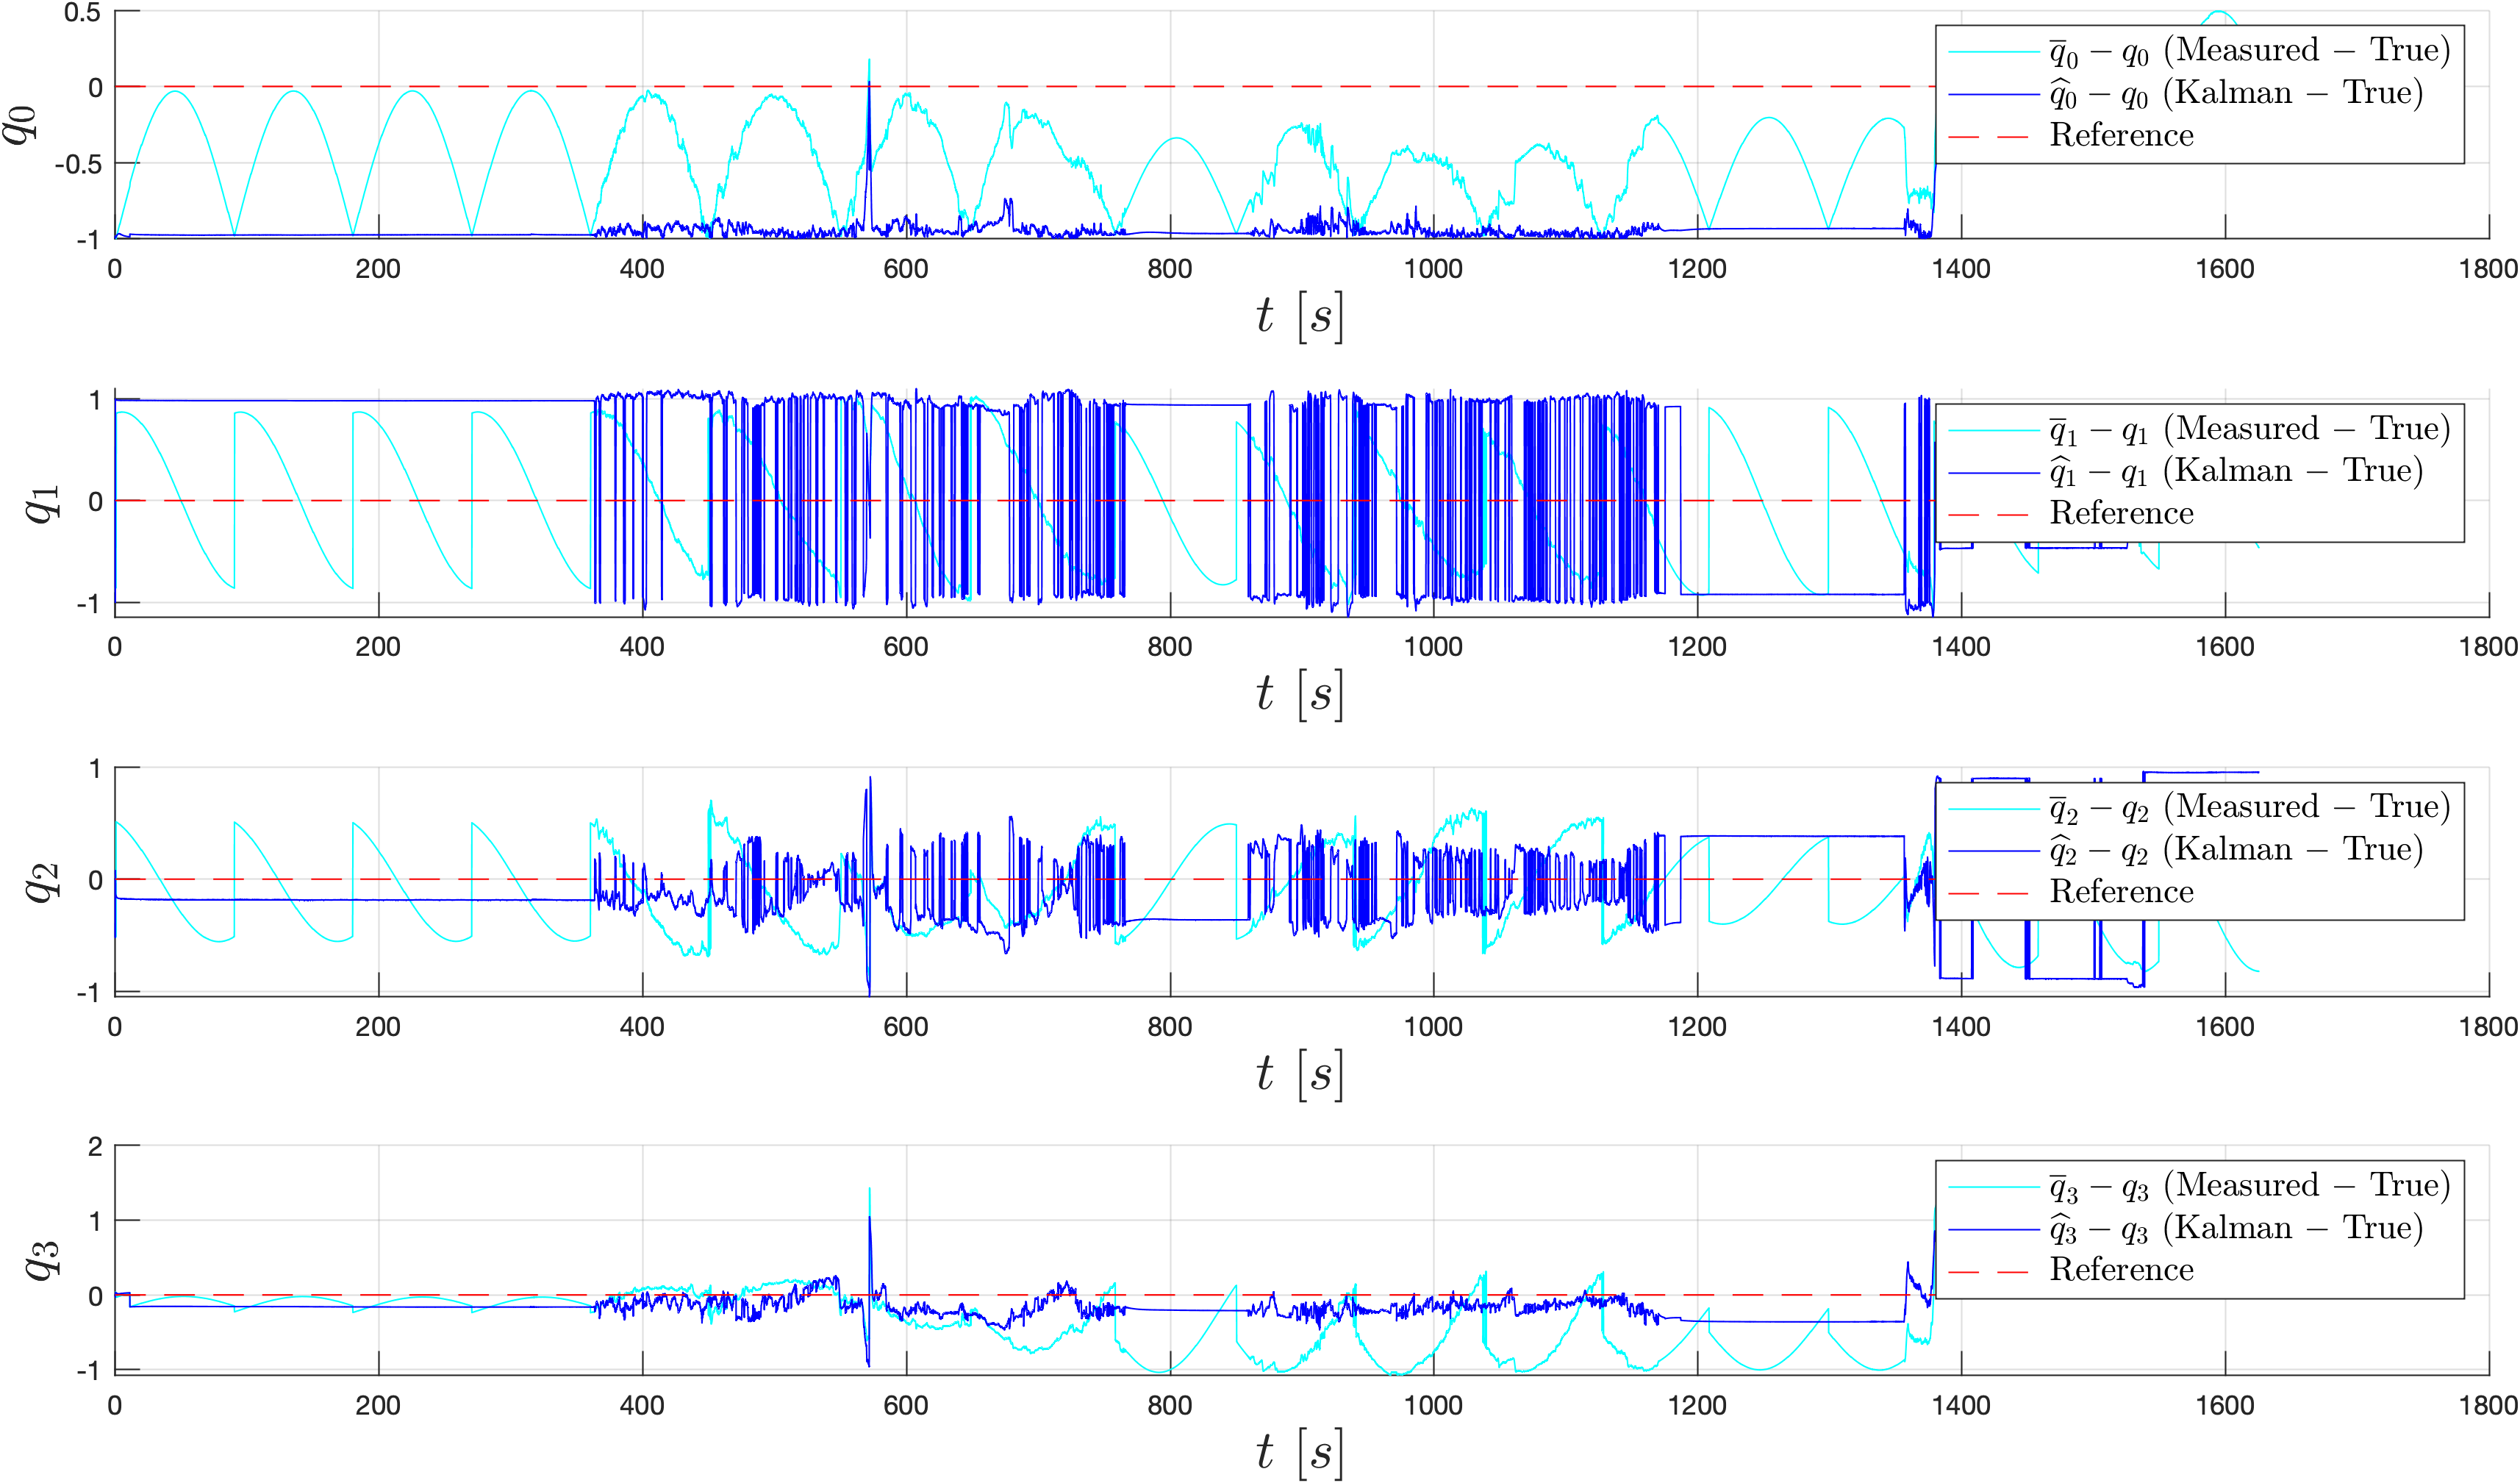 0.5
0
-0.5
-1
q₀
0 200 400 600 800 1000 1200 1400 1600 1800
t [s]
q̅₀ − q₀ (Measured − True)
q̂₀ − q₀ (Kalman − True)
Reference
1
0
-1
q₁
0 200 400 600 800 1000 1200 1400 1600 1800
t [s]
q̅₁ − q₁ (Measured − True)
q̂₁ − q₁ (Kalman − True)
Reference
1
0
-1
q₂
0 200 400 600 800 1000 1200 1400 1600 1800
t [s]
q̅₂ − q₂ (Measured − True)
q̂₂ − q₂ (Kalman − True)
Reference
2
1
0
-1
q₃
0 200 400 600 800 1000 1200 1400 1600 1800
t [s]
q̅₃ − q₃ (Measured − True)
q̂₃ − q₃ (Kalman − True)
Reference